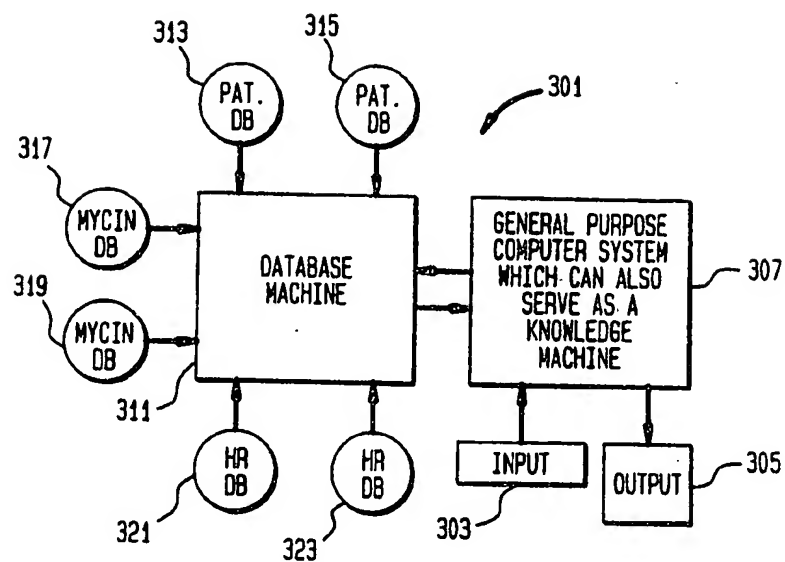 313
315
301
PAT.
DB
PAT.
DB
317
MYCIN
DB
DATABASE
MACHINE
GENERAL PURPOSE
COMPUTER SYSTEM
WHICH CAN ALSO
SERVE AS A
KNOWLEDGE
MACHINE
307
319
MYCIN
DB
311
HR
DB
321
HR
DB
323
INPUT
303
OUTPUT
305